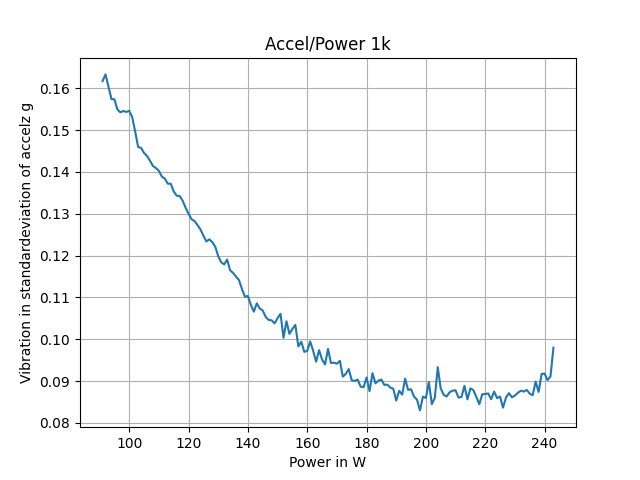 Accel/Power 1k
0.16
0.15
0.14
0.13
0.12
0.11
0.10
0.09
0.08
Vibration in standardeviation of accelz g
100 120 140 160 180 200 220 240
Power in W